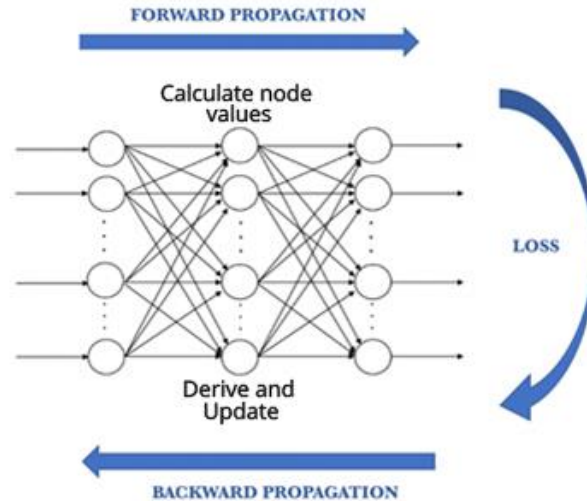 FORWARD PROPAGATION
Calculate node
values
LOSS
Derive and
Update
BACKWARD PROPAGATION